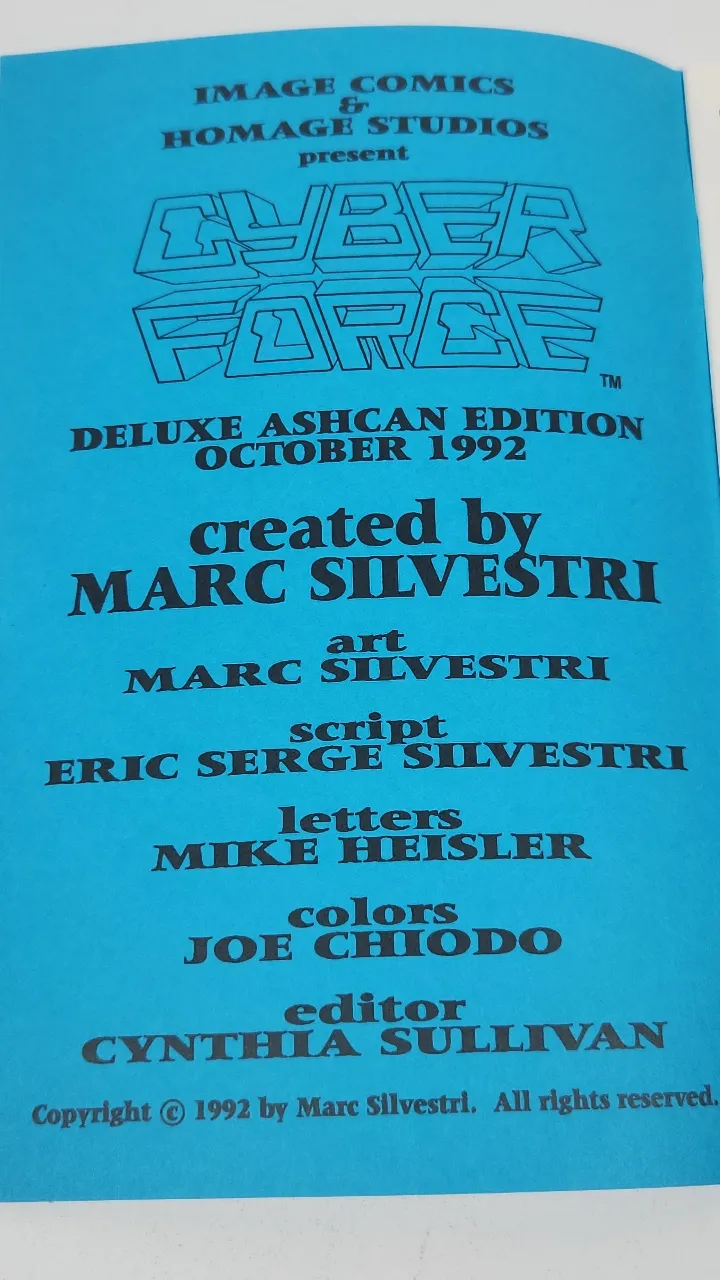 IMAGE COMICS
&
HOMAGE STUDIOS
present
CYBER
FORCE
TM
DELUXE ASHCAN EDITION
OCTOBER 1992
created by
MARC SILVESTRI
art
MARC SILVESTRI
script
ERIC SERGE SILVESTRI
letters
MIKE HEISLER
colors
JOE CHIODO
editor
CYNTHIA SULLIVAN
Copyright © 1992 by Marc Silvestri. All rights reserved.